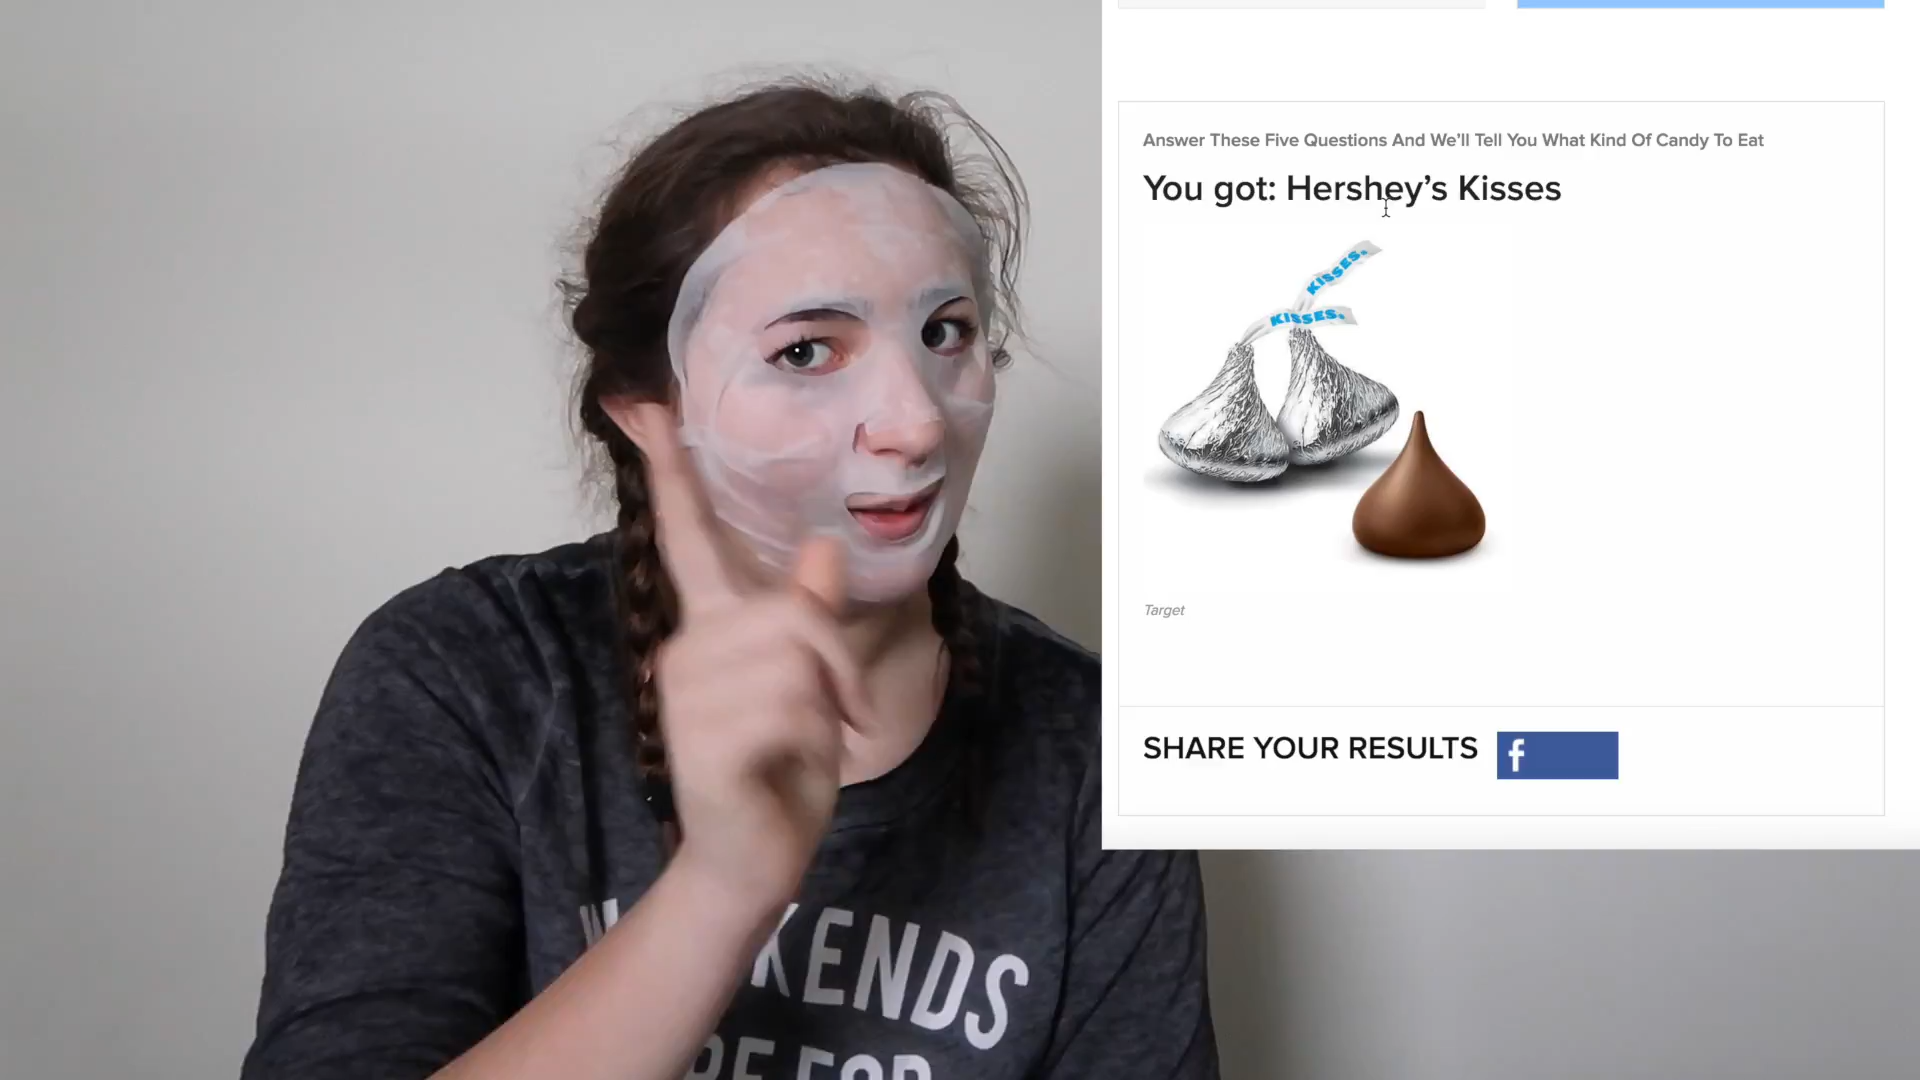 Answer These Five Questions And We'll Tell You What Kind Of Candy To Eat
You got: Hershey's Kisses
KISSES.
KISSES.
Target
SHARE YOUR RESULTS
f
KENDS
FOR